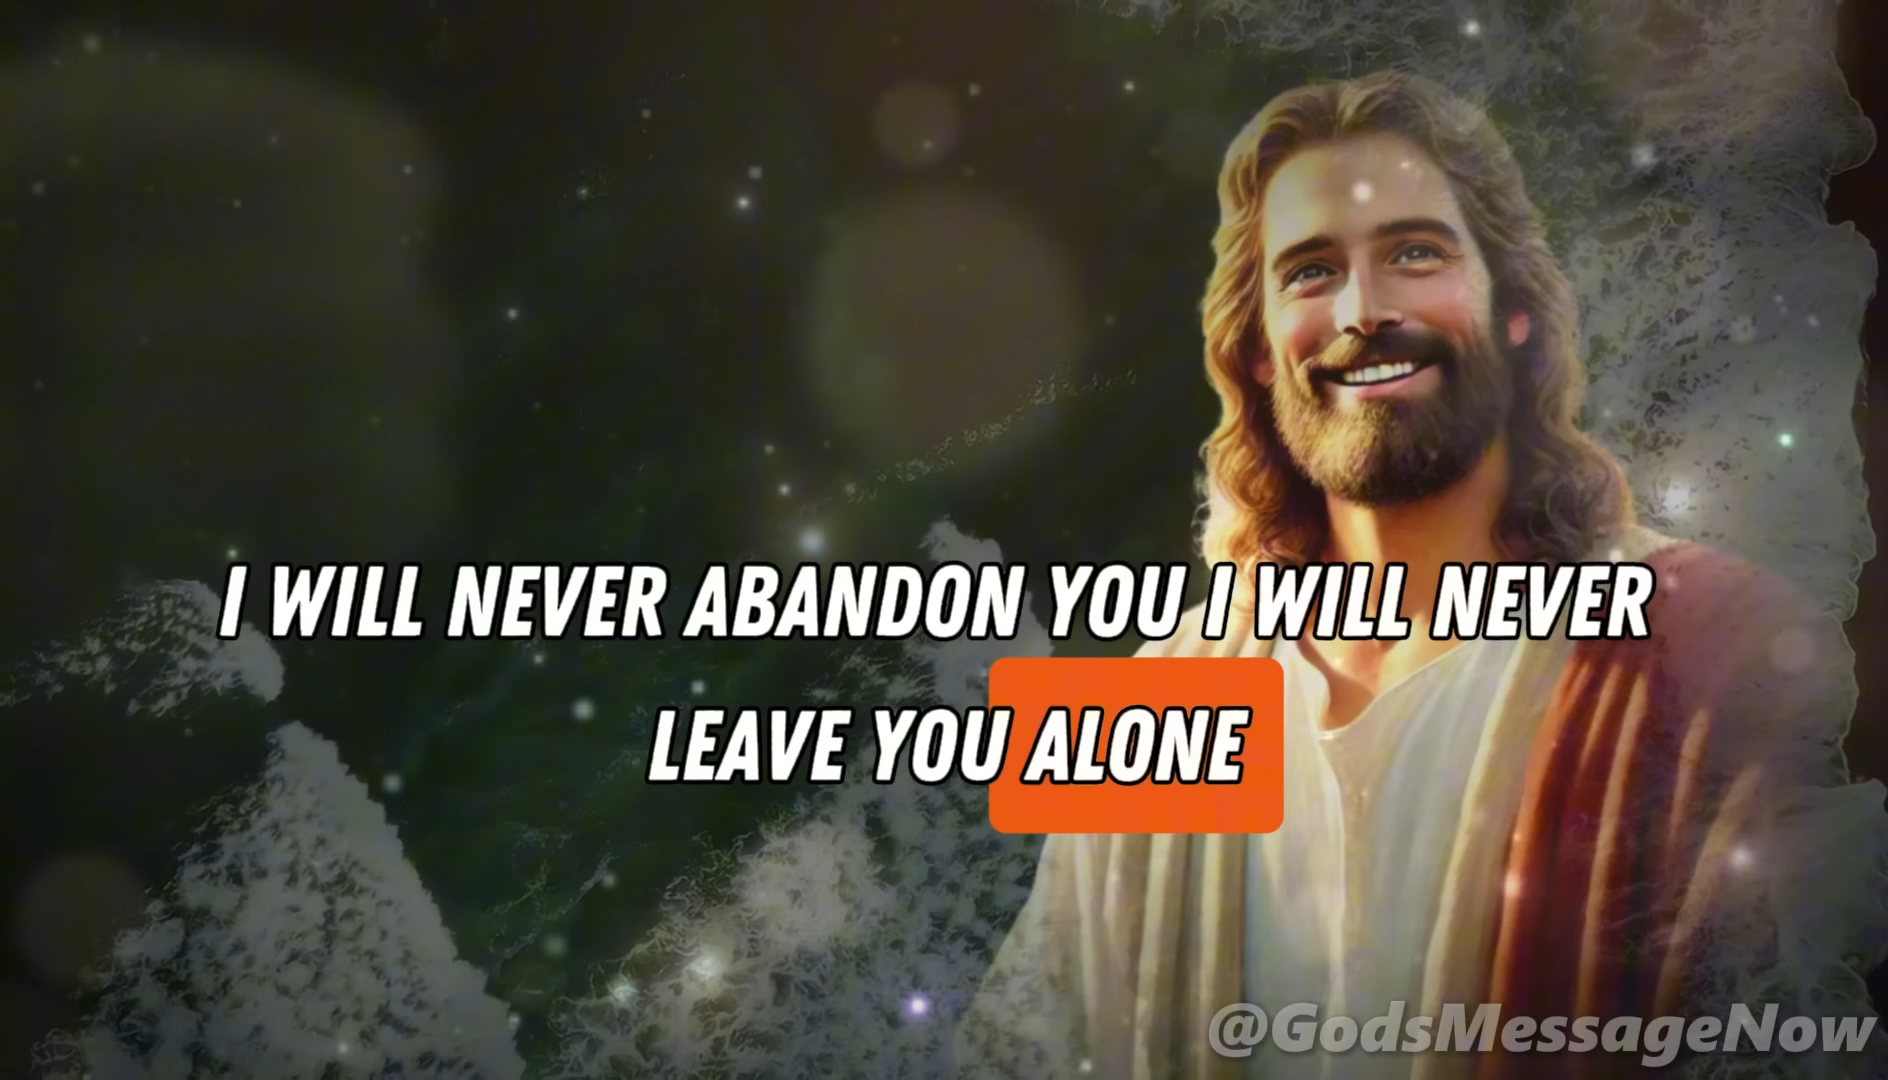 I WILL NEVER ABANDON YOU I WILL NEVER
LEAVE YOU ALONE
@GodsMessageNow